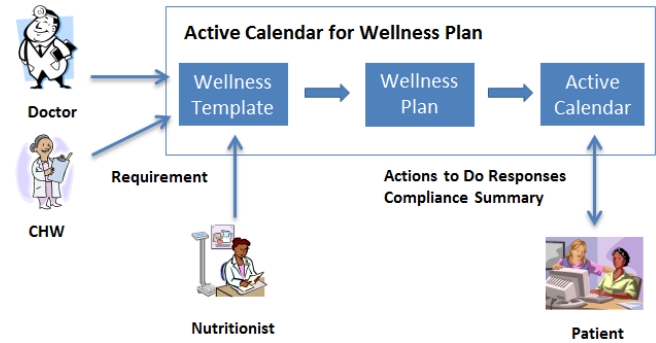 Active Calendar for Wellness Plan
Wellness
Template
Wellness
Plan
Active
Calendar
Doctor
Requirement
Actions to Do Responses
Compliance Summary
CHW
Nutritionist
Patient